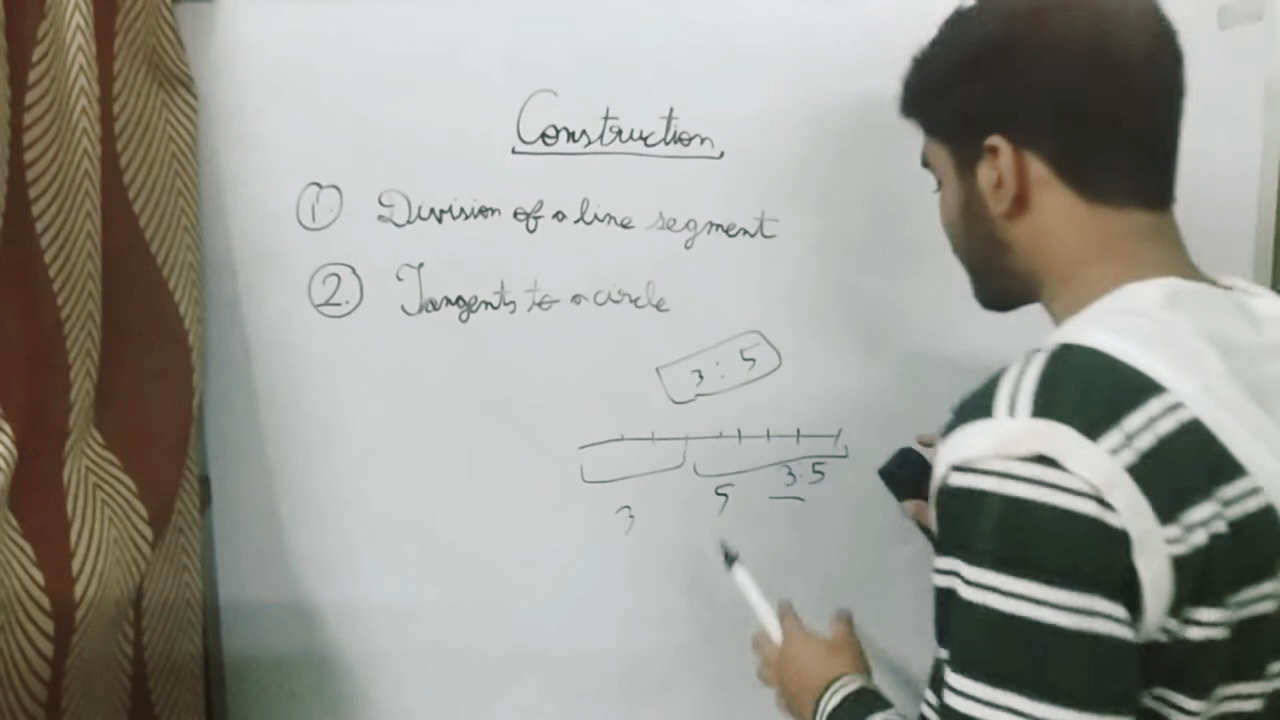 Construction
1. Division of a line segment
2. Tangents to a circle
3 : 5
3.5
5
3